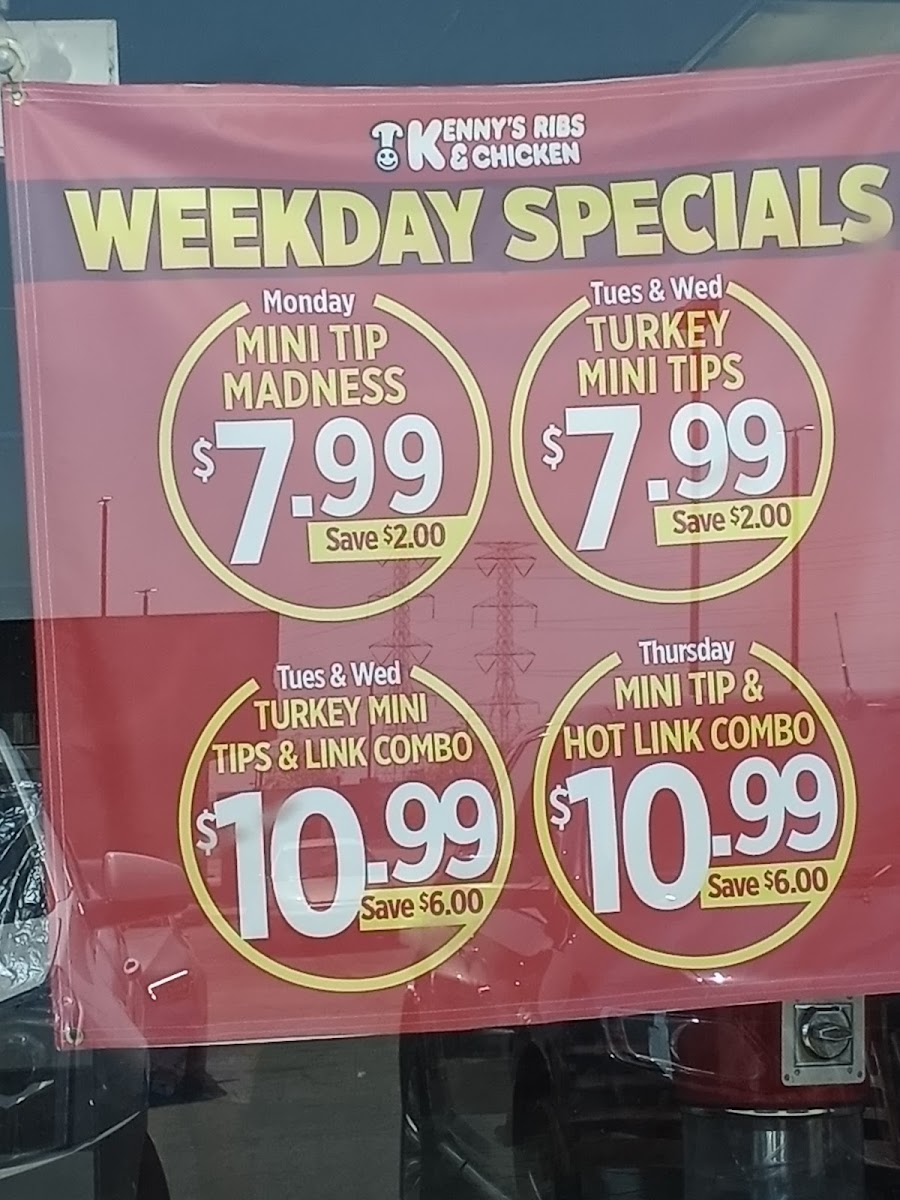 KENNY'S RIBS
& CHICKEN
WEEKDAY SPECIALS
Monday
MINI TIP
MADNESS
$7.99
Save $2.00
Tues & Wed
TURKEY
MINI TIPS
$7.99
Save $2.00
Tues & Wed
TURKEY MINI
TIPS & LINK COMBO
$10.99
Save $6.00
Thursday
MINI TIP &
HOT LINK COMBO
$10.99
Save $6.00